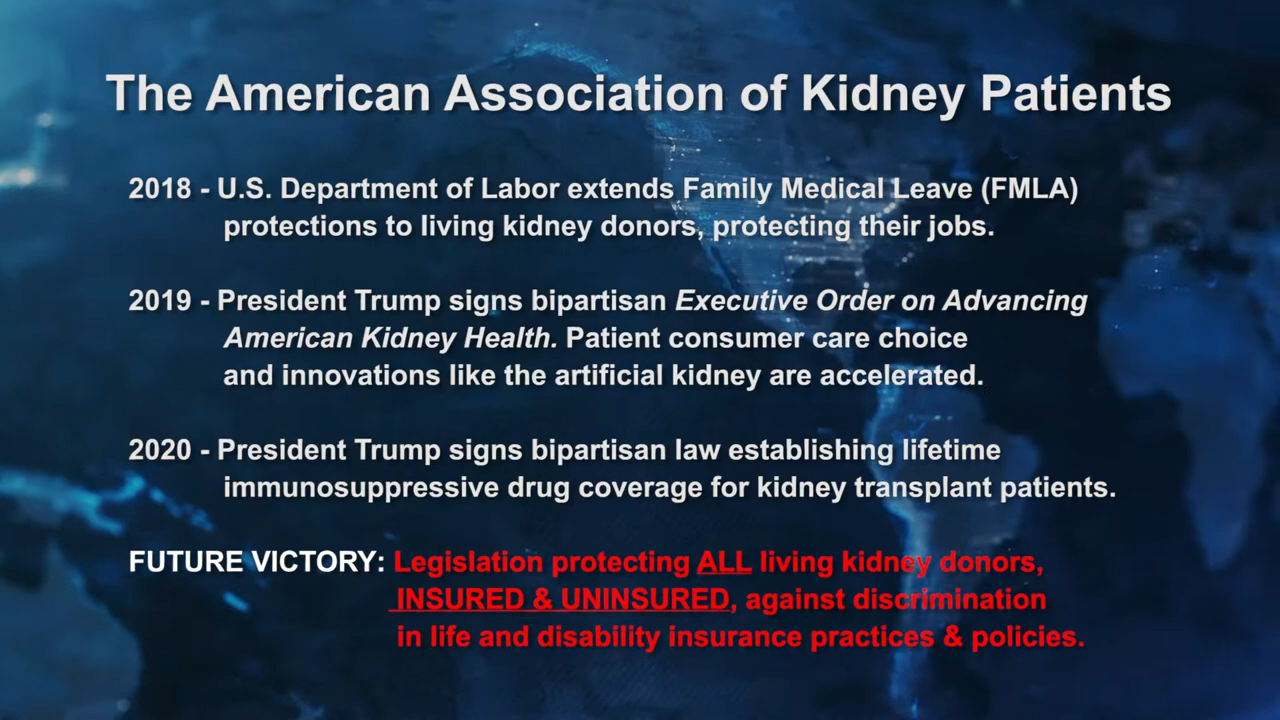 The American Association of Kidney Patients
2018 - U.S. Department of Labor extends Family Medical Leave (FMLA)
protections to living kidney donors, protecting their jobs.
2019 - President Trump signs bipartisan Executive Order on Advancing
American Kidney Health. Patient consumer care choice
and innovations like the artificial kidney are accelerated.
2020 - President Trump signs bipartisan law establishing lifetime
immunosuppressive drug coverage for kidney transplant patients.
FUTURE VICTORY: Legislation protecting ALL living kidney donors,
INSURED & UNINSURED, against discrimination
in life and disability insurance practices & policies.